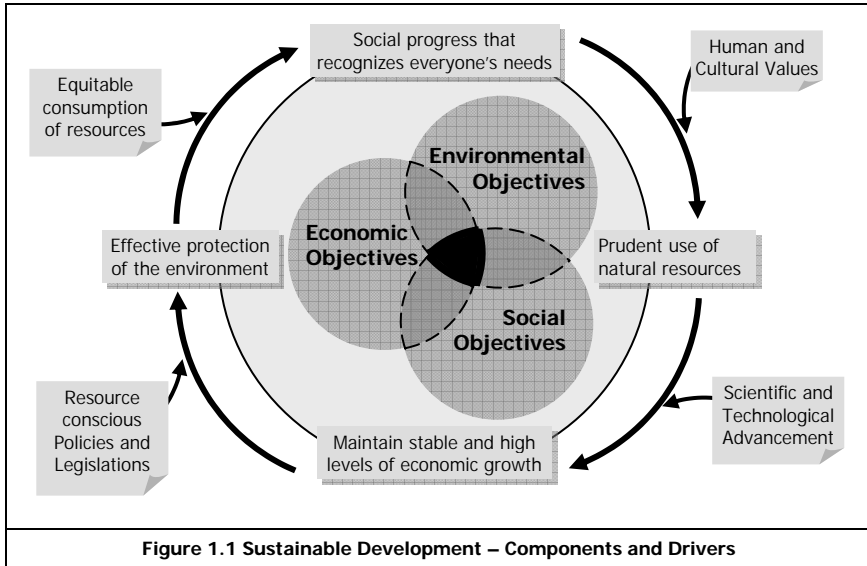 Social progress that
recognizes everyone's needs
Human and
Cultural Values
Equitable
consumption
of resources
Environmental
Objectives
Economic
Objectives
Effective protection
of the environment
Prudent use of
natural resources
Social
Objectives
Resource
conscious
Policies and
Legislations
Scientific and
Technological
Advancement
Maintain stable and high
levels of economic growth
Figure 1.1 Sustainable Development – Components and Drivers